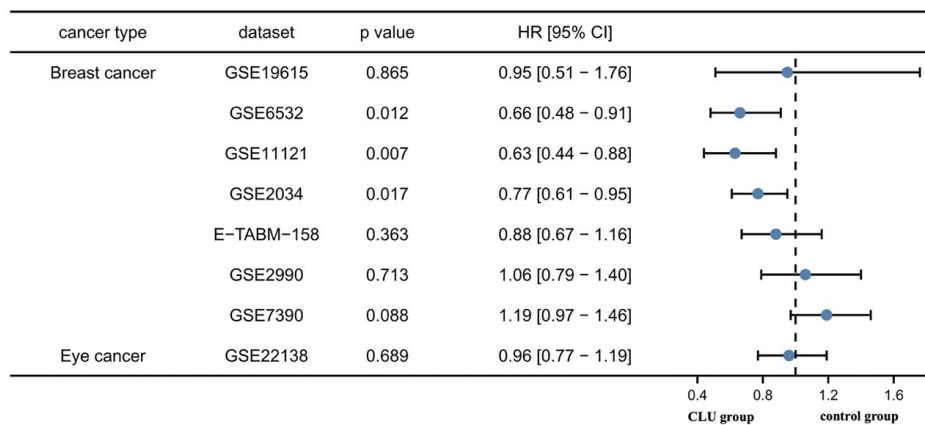 cancer type dataset p value HR [95% CI]
Breast cancer GSE19615 0.865 0.95 [0.51 − 1.76]
GSE6532 0.012 0.66 [0.48 − 0.91]
GSE11121 0.007 0.63 [0.44 − 0.88]
GSE2034 0.017 0.77 [0.61 − 0.95]
E−TABM−158 0.363 0.88 [0.67 − 1.16]
GSE2990 0.713 1.06 [0.79 − 1.40]
GSE7390 0.088 1.19 [0.97 − 1.46]
Eye cancer GSE22138 0.689 0.96 [0.77 − 1.19]
0.4 0.8 1.2 1.6
CLU group control group